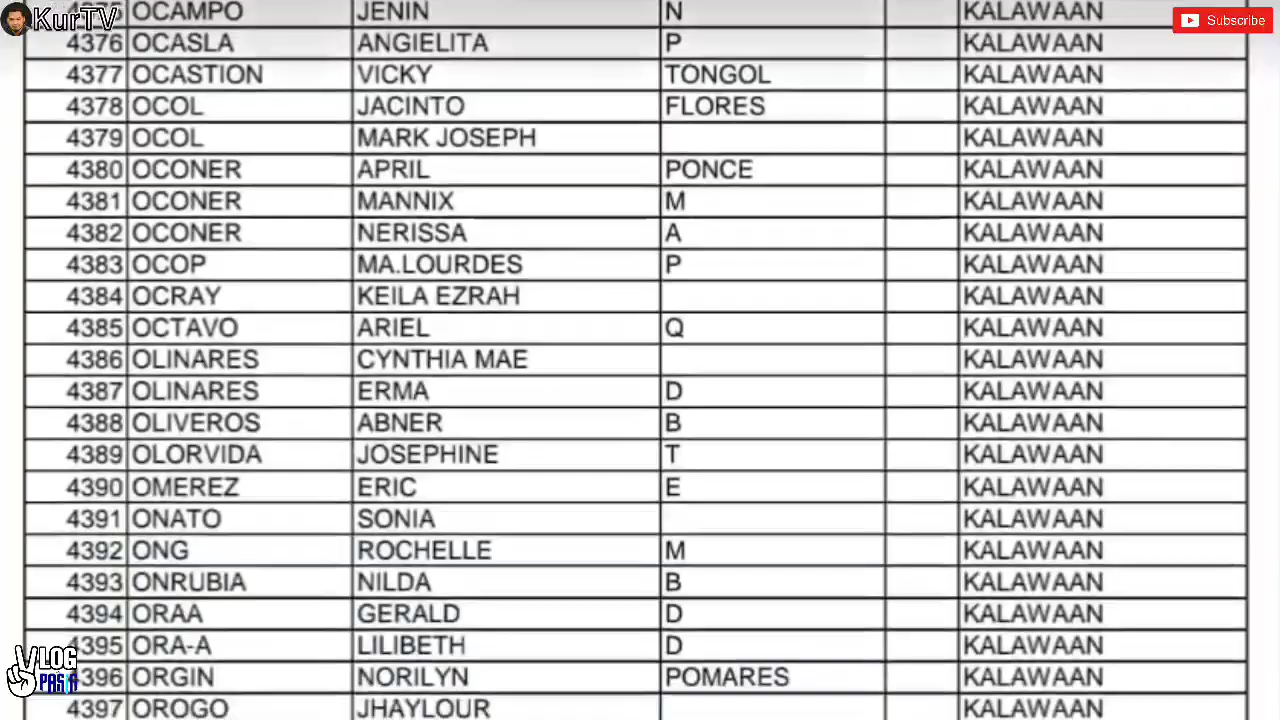 KurTV
Subscribe
4375 OCAMPO JENIN N KALAWAAN
4376 OCASLA ANGIELITA P KALAWAAN
4377 OCASTION VICKY TONGOL KALAWAAN
4378 OCOL JACINTO FLORES KALAWAAN
4379 OCOL MARK JOSEPH KALAWAAN
4380 OCONER APRIL PONCE KALAWAAN
4381 OCONER MANNIX M KALAWAAN
4382 OCONER NERISSA A KALAWAAN
4383 OCOP MA.LOURDES P KALAWAAN
4384 OCRAY KEILA EZRAH KALAWAAN
4385 OCTAVO ARIEL Q KALAWAAN
4386 OLINARES CYNTHIA MAE KALAWAAN
4387 OLINARES ERMA D KALAWAAN
4388 OLIVEROS ABNER B KALAWAAN
4389 OLORVIDA JOSEPHINE T KALAWAAN
4390 OMEREZ ERIC E KALAWAAN
4391 ONATO SONIA KALAWAAN
4392 ONG ROCHELLE M KALAWAAN
4393 ONRUBIA NILDA B KALAWAAN
4394 ORAA GERALD D KALAWAAN
4395 ORA-A LILIBETH D KALAWAAN
4396 ORGIN NORILYN POMARES KALAWAAN
4397 OROGO JHAYLOUR KALAWAAN
VLOG